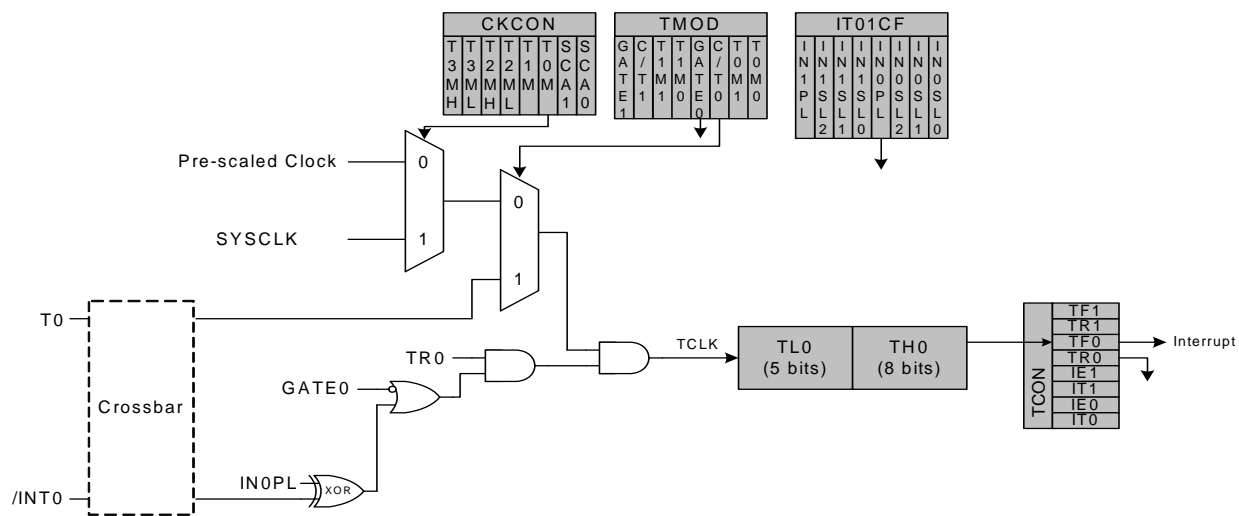 CKCON
T3MH T3ML T2MH T2ML T1M T0M SCA1 SCA0
TMOD
GATE1 C/T1 T1M1 T1M0 GATE0 C/T0 T0M1 T0M0
IT01CF
IN1PL IN1SL2 IN1SL1 IN1SL0 IN0PL IN0SL2 IN0SL1 IN0SL0
Pre-scaled Clock
0
SYSCLK
1
0
1
T0
Crossbar
/INT0
TR0
GATE0
IN0PL
XOR
TCLK
TL0
(5 bits)
TH0
(8 bits)
TCON
TF1
TR1
TF0
TR0
IE1
IT1
IE0
IT0
Interrupt